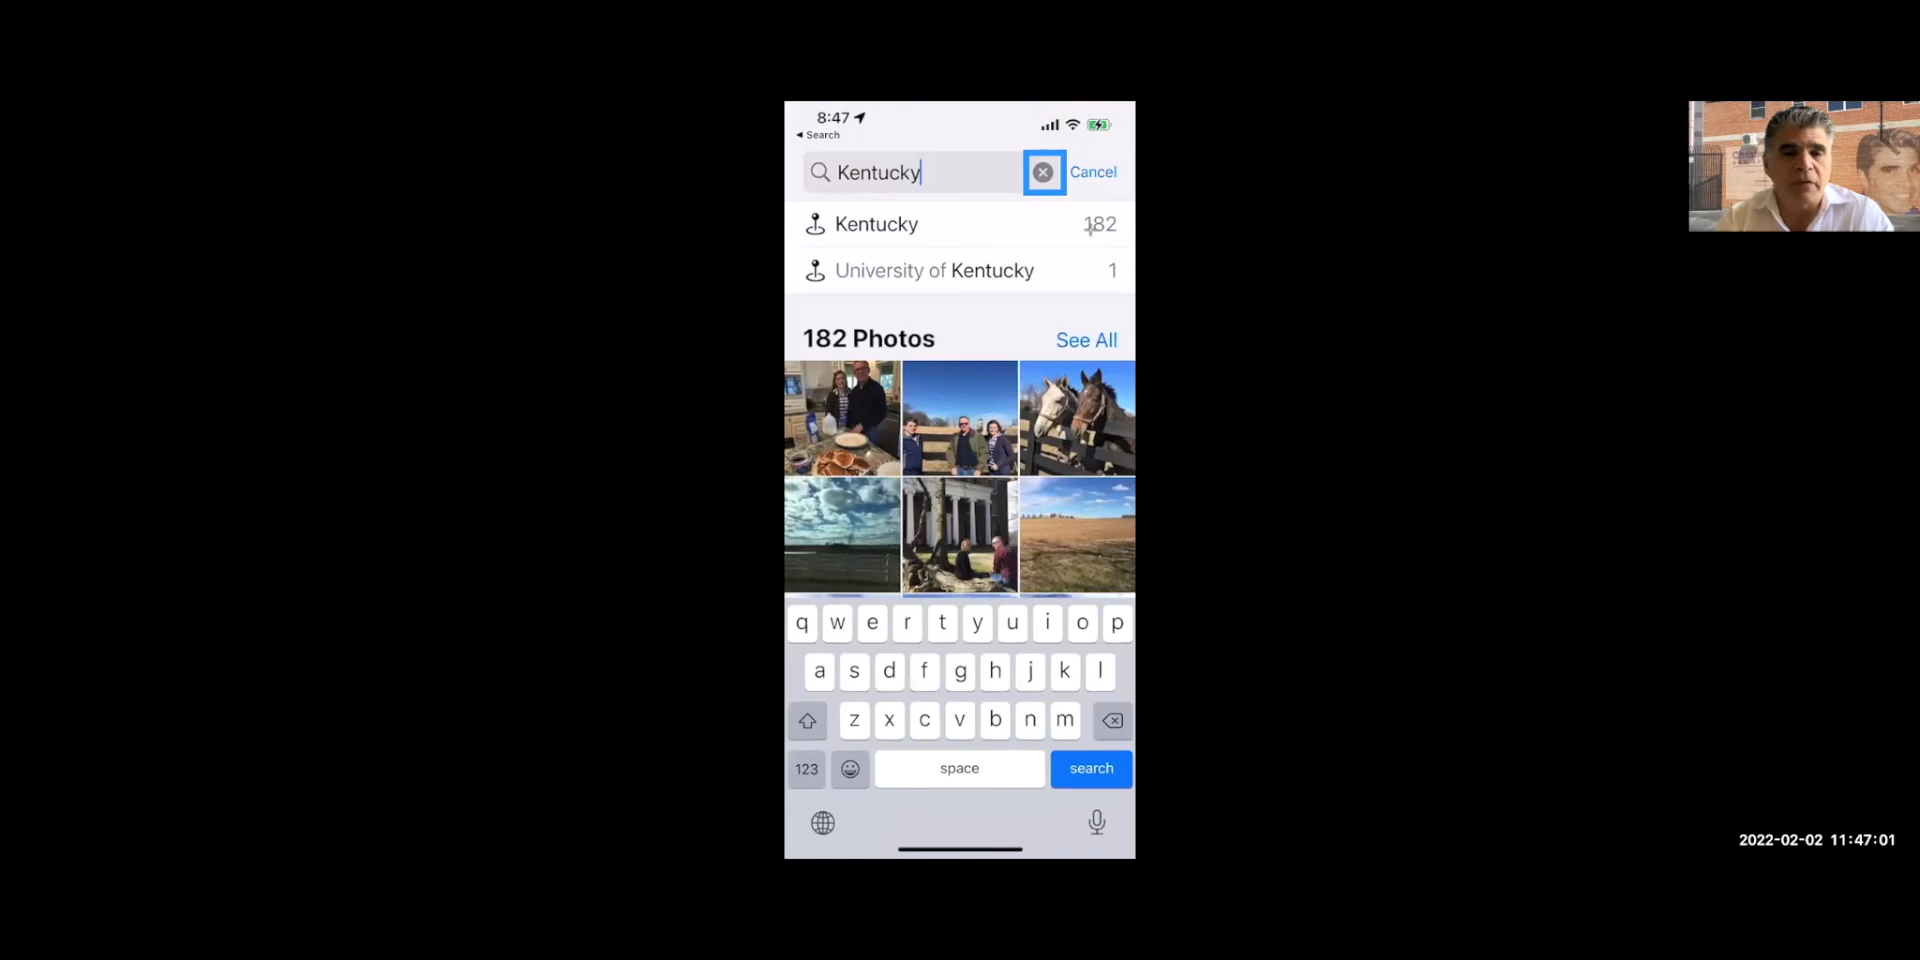 8:47
Search
Kentucky
Cancel
Kentucky 182
University of Kentucky 1
182 Photos See All
q w e r t y u i o p
a s d f g h j k l
z x c v b n m
123 space search
2022-02-02 11:47:01